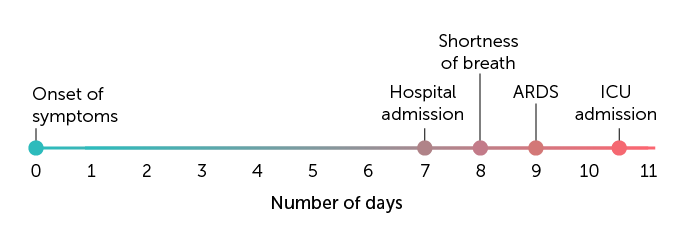 Shortness
of breath
Onset of
symptoms
Hospital
admission
ARDS
ICU
admission
0 1 2 3 4 5 6 7 8 9 10 11
Number of days